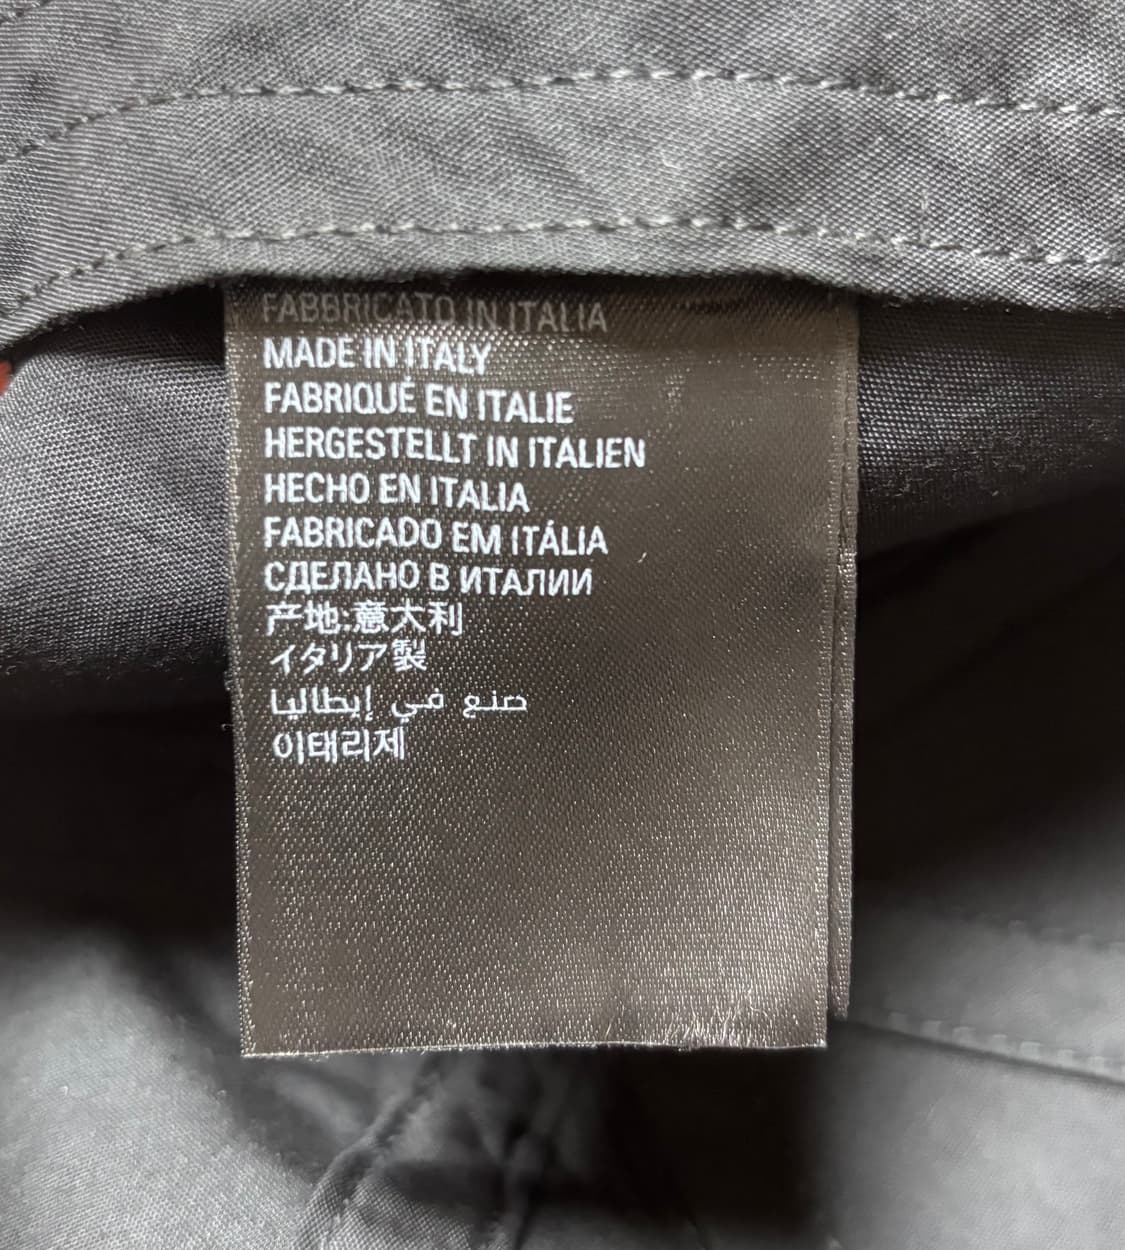 FABBRICATO IN ITALIA
MADE IN ITALY
FABRIQUÉ EN ITALIE
HERGESTELLT IN ITALIEN
HECHO EN ITALIA
FABRICADO EM ITÁLIA
СДЕЛАНО В ИТАЛИИ
产地:意大利
イタリア製
صنع في إيطاليا
이태리제